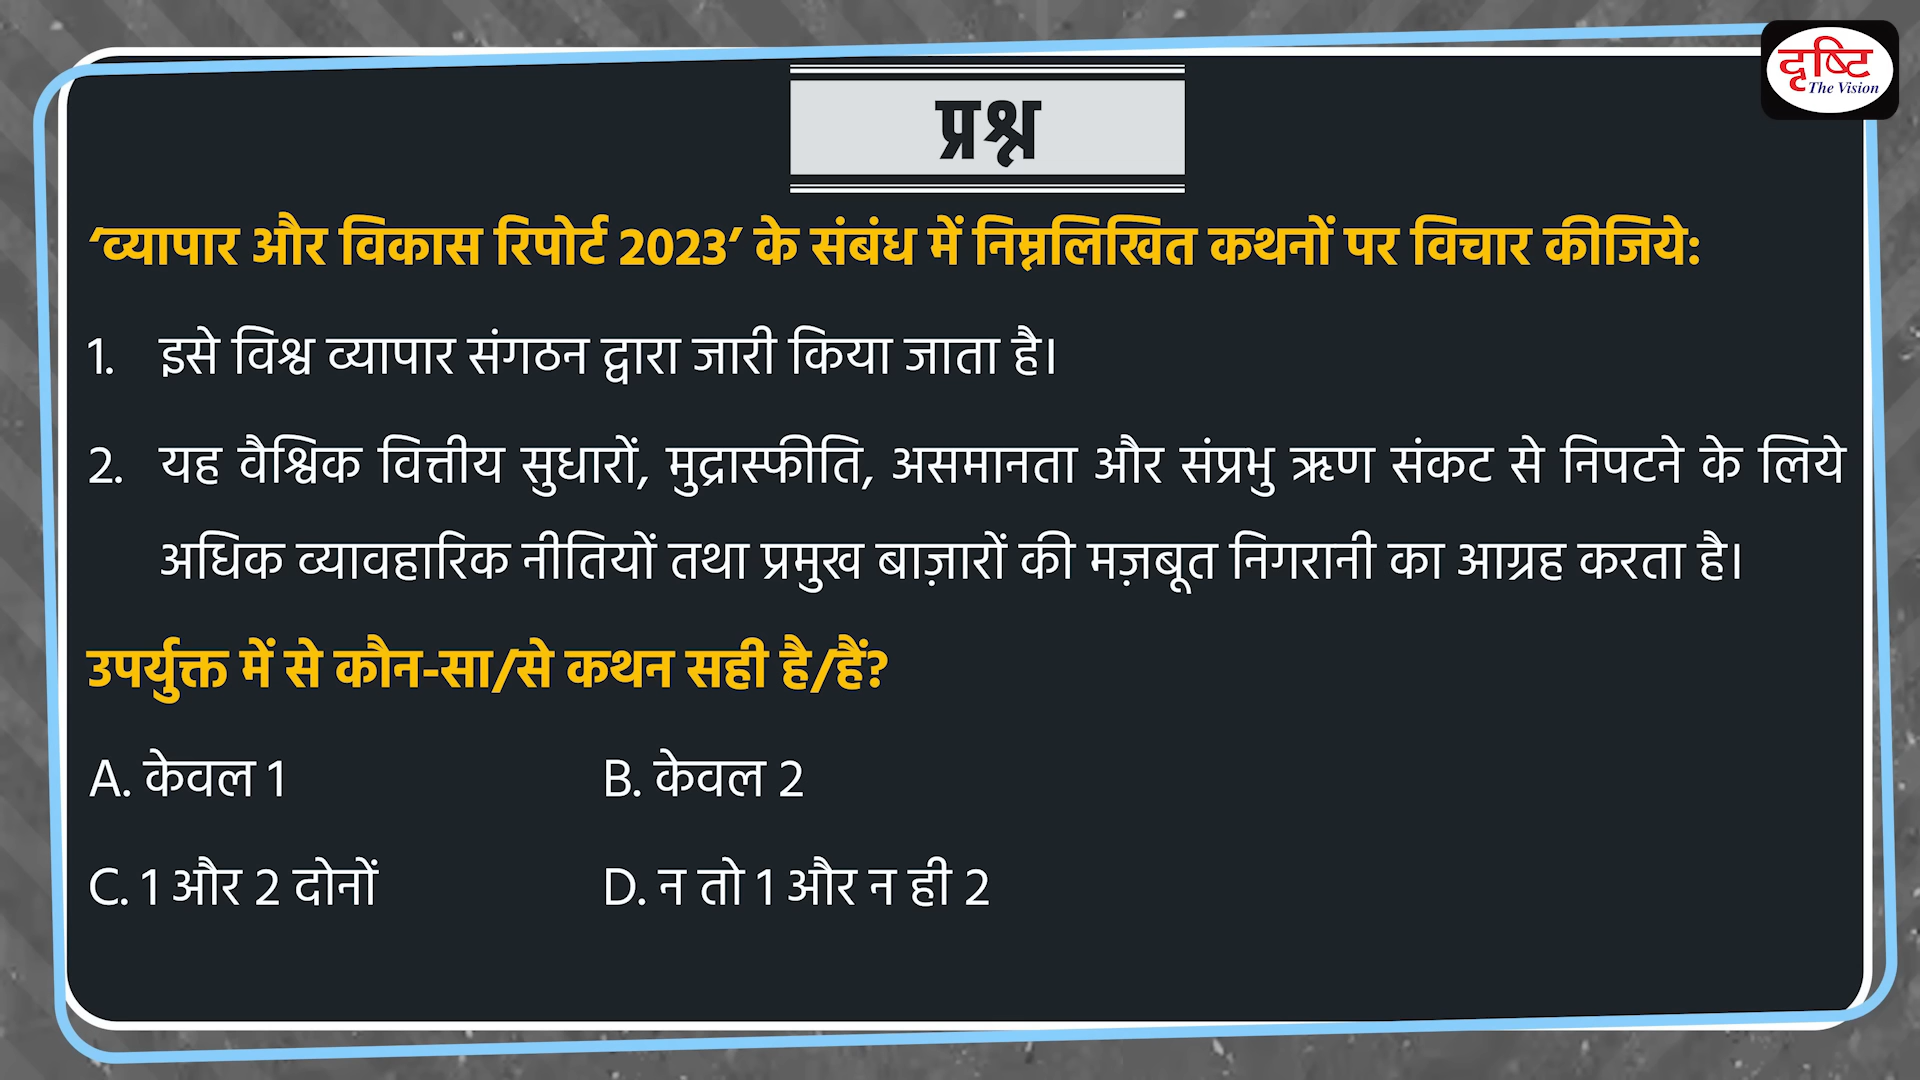 दृष्टि
The Vision
प्रश्न
‘व्यापार और विकास रिपोर्ट 2023’ के संबंध में निम्नलिखित कथनों पर विचार कीजिये:
1. इसे विश्व व्यापार संगठन द्वारा जारी किया जाता है।
2. यह वैश्विक वित्तीय सुधारों, मुद्रास्फीति, असमानता और संप्रभु ऋण संकट से निपटने के लिये
अधिक व्यावहारिक नीतियों तथा प्रमुख बाज़ारों की मज़बूत निगरानी का आग्रह करता है।
उपर्युक्त में से कौन-सा/से कथन सही है/हैं?
A. केवल 1 B. केवल 2
C. 1 और 2 दोनों D. न तो 1 और न ही 2